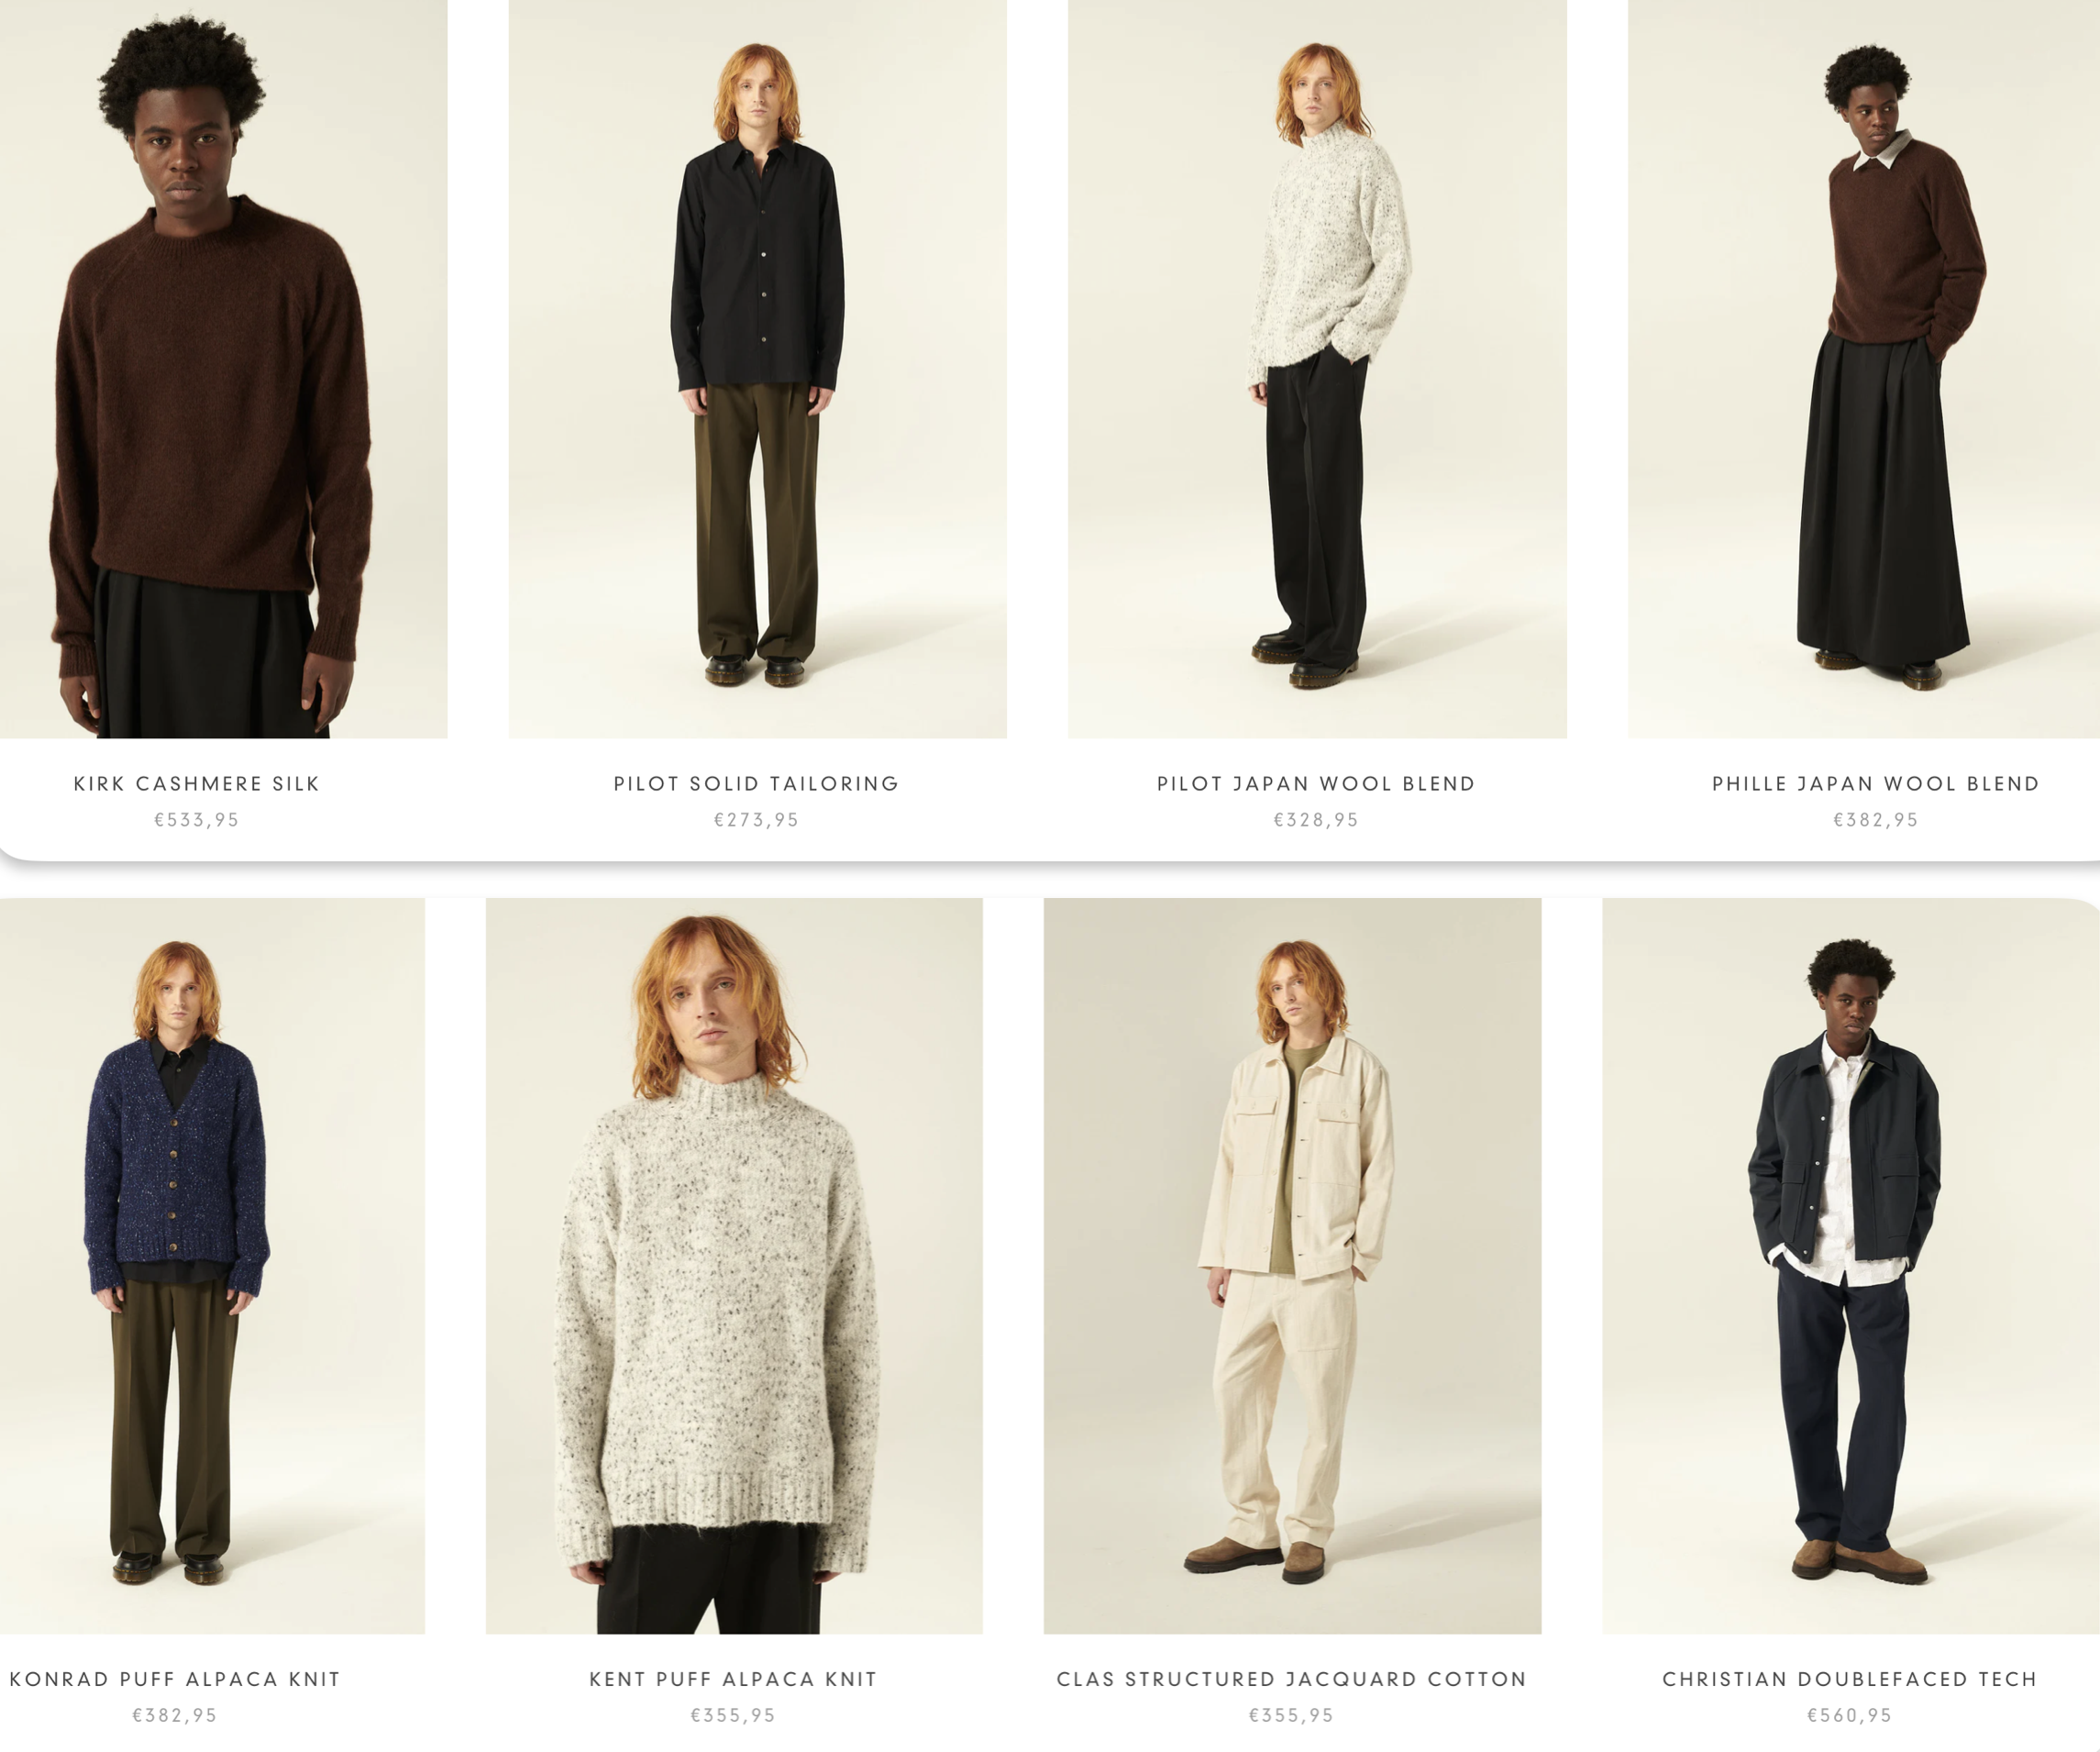 KIRK CASHMERE SILK
€533,95
PILOT SOLID TAILORING
€273,95
PILOT JAPAN WOOL BLEND
€328,95
PHILLE JAPAN WOOL BLEND
€382,95
KONRAD PUFF ALPACA KNIT
€382,95
KENT PUFF ALPACA KNIT
€355,95
CLAS STRUCTURED JACQUARD COTTON
€355,95
CHRISTIAN DOUBLEFACED TECH
€560,95